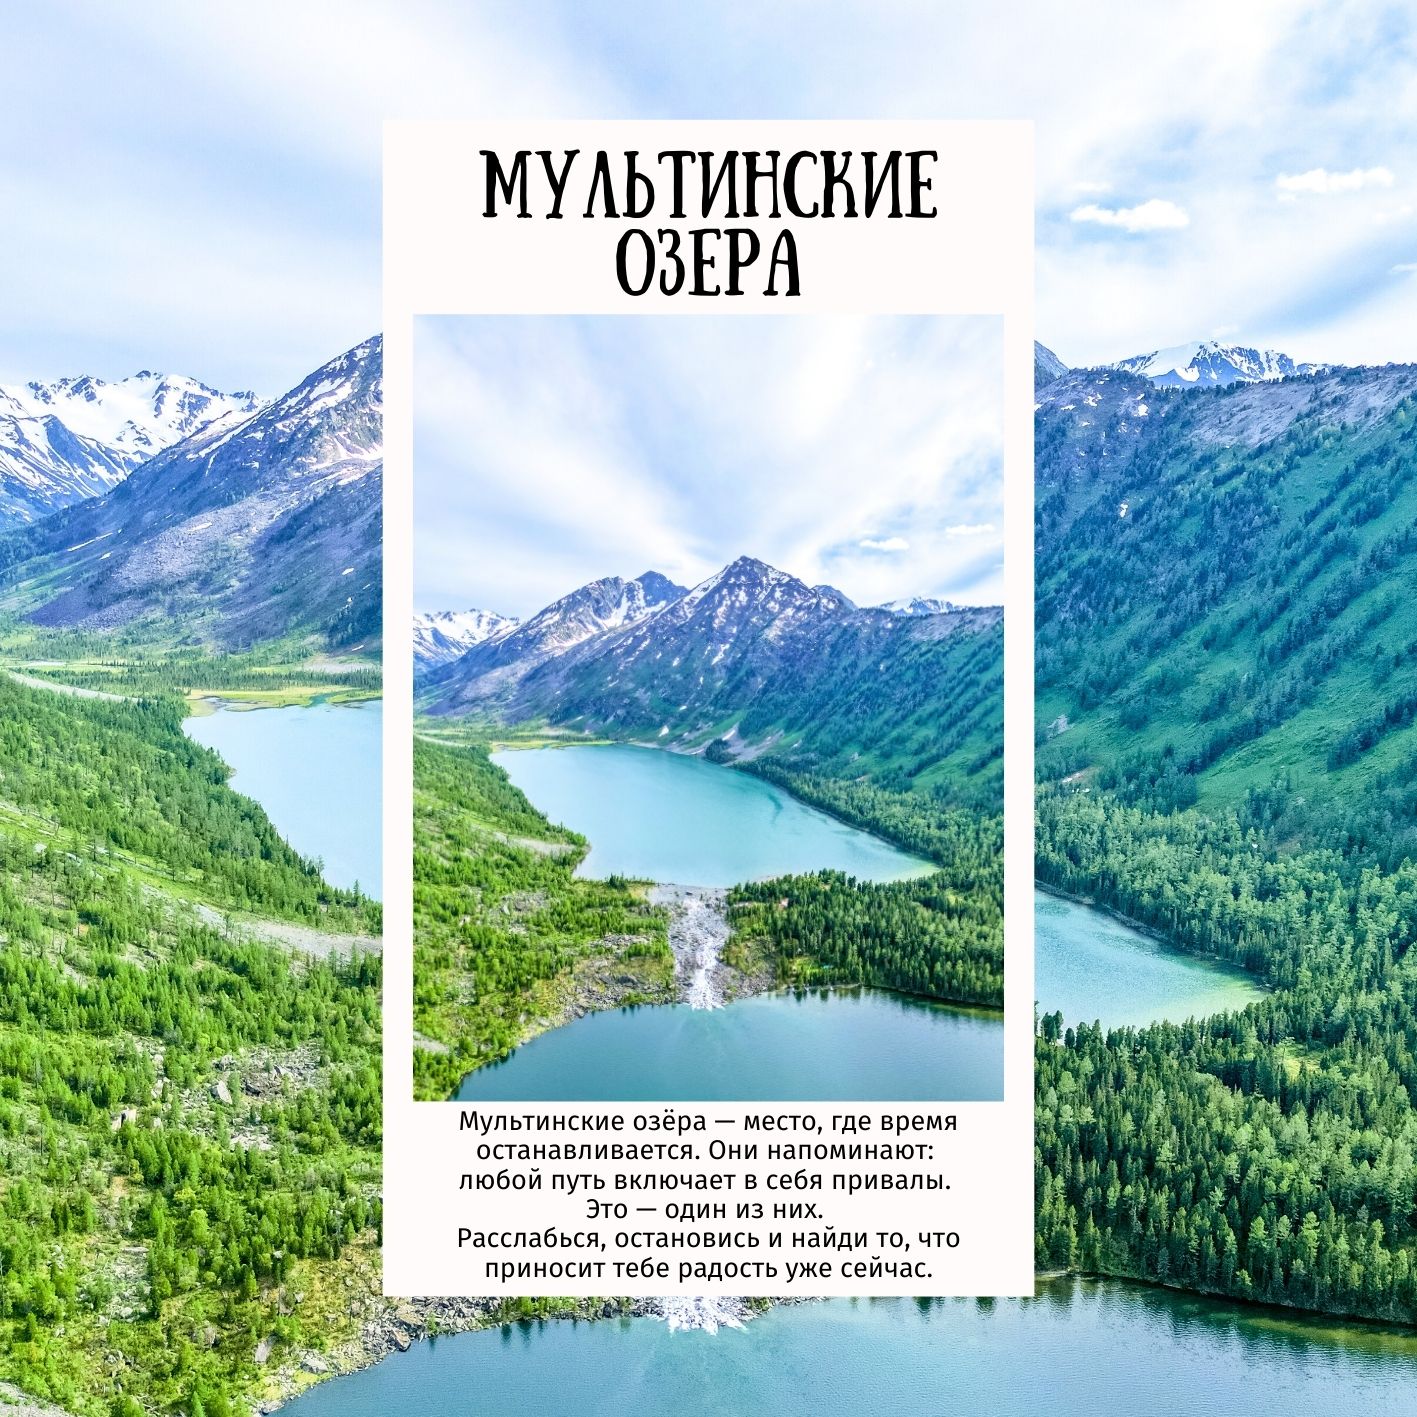 МУЛЬТИНСКИЕ
ОЗЕРА
Мультинские озёра — место, где время
останавливается. Они напоминают:
любой путь включает в себя привалы.
Это — один из них.
Расслабься, остановись и найди то, что
приносит тебе радость уже сейчас.